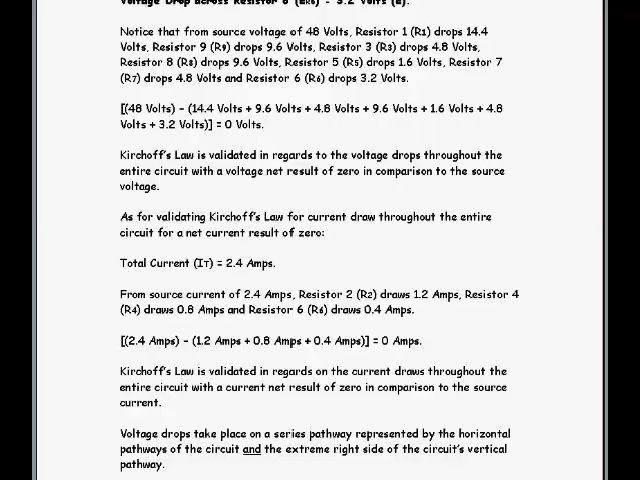 Voltage Drop across Resistor 6 (ER6) = 3.2 Volts (E).
Notice that from source voltage of 48 Volts, Resistor 1 (R1) drops 14.4
Volts, Resistor 9 (R9) drops 9.6 Volts, Resistor 3 (R3) drops 4.8 Volts,
Resistor 8 (R8) drops 9.6 Volts, Resistor 5 (R5) drops 1.6 Volts, Resistor 7
(R7) drops 4.8 Volts and Resistor 6 (R6) drops 3.2 Volts.
[(48 Volts) – (14.4 Volts + 9.6 Volts + 4.8 Volts + 9.6 Volts + 1.6 Volts + 4.8
Volts + 3.2 Volts)] = 0 Volts.
Kirchoff's Law is validated in regards to the voltage drops throughout the
entire circuit with a voltage net result of zero in comparison to the source
voltage.
As for validating Kirchoff's Law for current draw throughout the entire
circuit for a net current result of zero:
Total Current (IT) = 2.4 Amps.
From source current of 2.4 Amps, Resistor 2 (R2) draws 1.2 Amps, Resistor 4
(R4) draws 0.8 Amps and Resistor 6 (R6) draws 0.4 Amps.
[(2.4 Amps) – (1.2 Amps + 0.8 Amps + 0.4 Amps)] = 0 Amps.
Kirchoff's Law is validated in regards on the current draws throughout the
entire circuit with a current net result of zero in comparison to the source
current.
Voltage drops take place on a series pathway represented by the horizontal
pathways of the circuit and the extreme right side of the circuit's vertical
pathway.